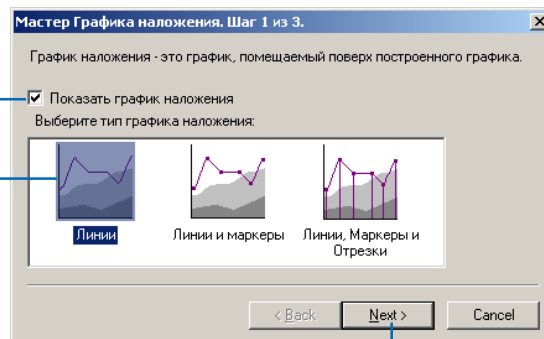 Мастер Графика наложения. Шаг 1 из 3.
График наложения - это график, помещаемый поверх построенного графика.
Показать график наложения
Выберите тип графика наложения:
Линии
Линии и маркеры
Линии, Маркеры и
Отрезки
< Back
Next >
Cancel